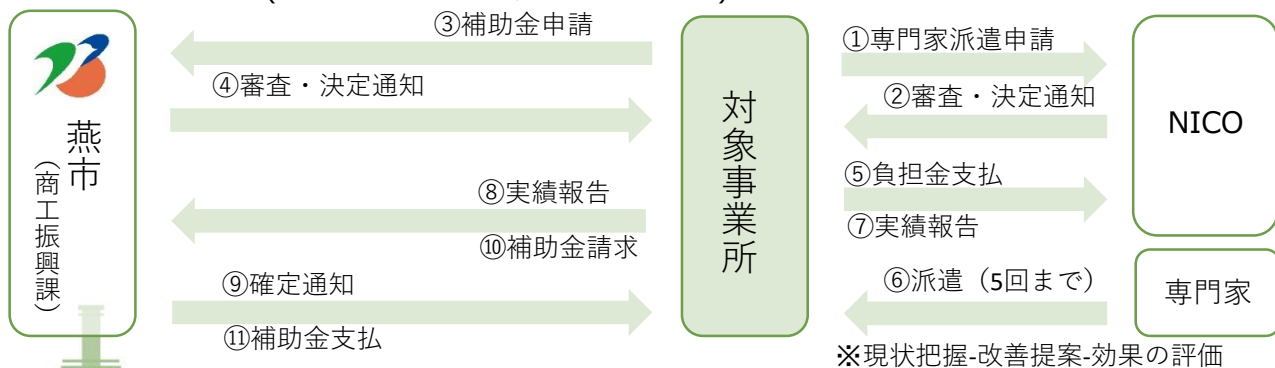 ③補助金申請
④審査・決定通知
燕市
(商工振興課)
⑧実績報告
⑩補助金請求
⑨確定通知
⑪補助金支払
対象事業所
①専門家派遣申請
②審査・決定通知
NICO
⑤負担金支払
⑦実績報告
⑥派遣（5回まで）
専門家
※現状把握-改善提案-効果の評価